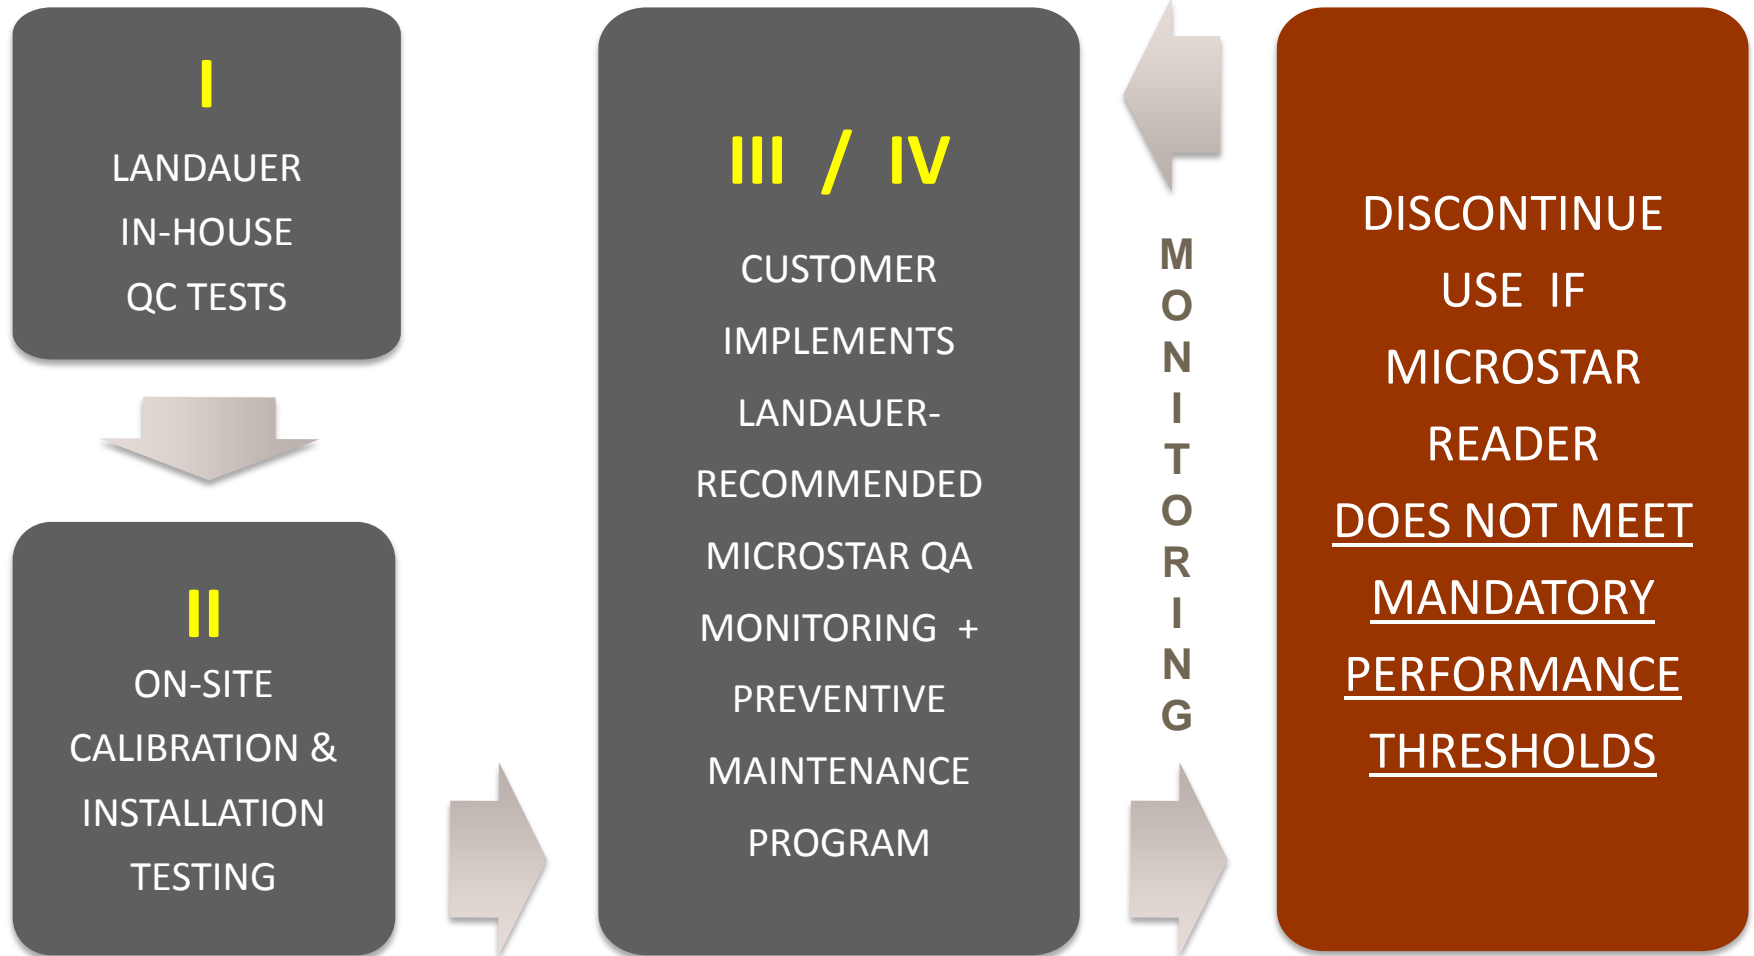 I
LANDAUER
IN-HOUSE
QC TESTS
II
ON-SITE
CALIBRATION &
INSTALLATION
TESTING
III / IV
CUSTOMER
IMPLEMENTS
LANDAUER-
RECOMMENDED
MICROSTAR QA
MONITORING +
PREVENTIVE
MAINTENANCE
PROGRAM
MONITORING
DISCONTINUE
USE IF
MICROSTAR
READER
DOES NOT MEET
MANDATORY
PERFORMANCE
THRESHOLDS